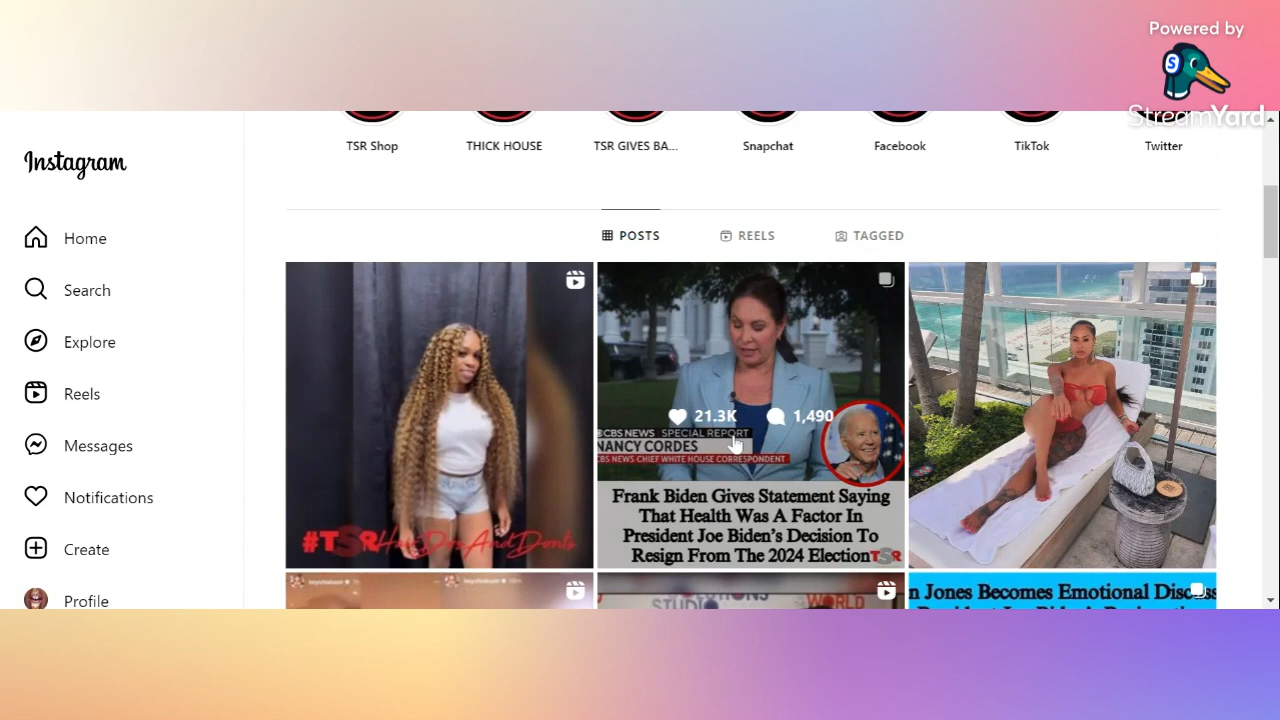 Powered by
StreamYard
Instagram
TSR Shop
THICK HOUSE
TSR GIVES BA...
Snapchat
Facebook
TikTok
Twitter
Home
Search
Explore
Reels
Messages
Notifications
Create
Profile
POSTS
REELS
TAGGED
#TSRHairDosAndDonts
21.3K
1,490
CBS NEWS SPECIAL REPORT
NANCY CORDES
CBS NEWS CHIEF WHITE HOUSE CORRESPONDENT
Frank Biden Gives Statement Saying
That Health Was A Factor In
President Joe Biden's Decision To
Resign From The 2024 Election
TSR
WORLD
n Jones Becomes Emotional Discuss